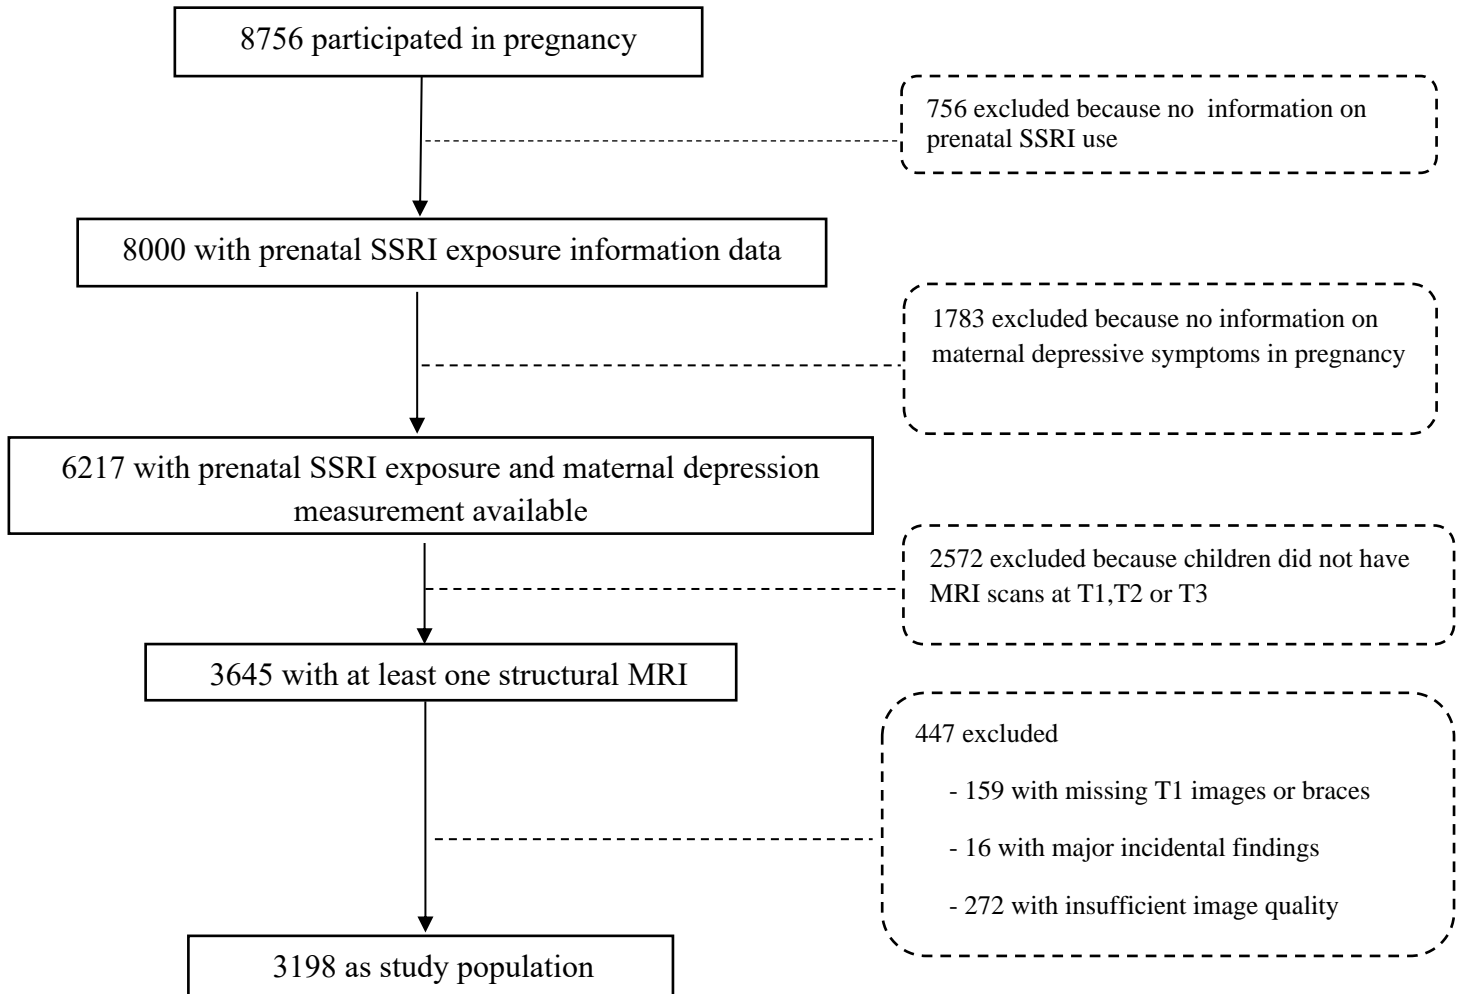 8756 participated in pregnancy
756 excluded because no information on
prenatal SSRI use
8000 with prenatal SSRI exposure information data
1783 excluded because no information on
maternal depressive symptoms in pregnancy
6217 with prenatal SSRI exposure and maternal depression
measurement available
2572 excluded because children did not have
MRI scans at T1,T2 or T3
3645 with at least one structural MRI
447 excluded
- 159 with missing T1 images or braces
- 16 with major incidental findings
- 272 with insufficient image quality
3198 as study population